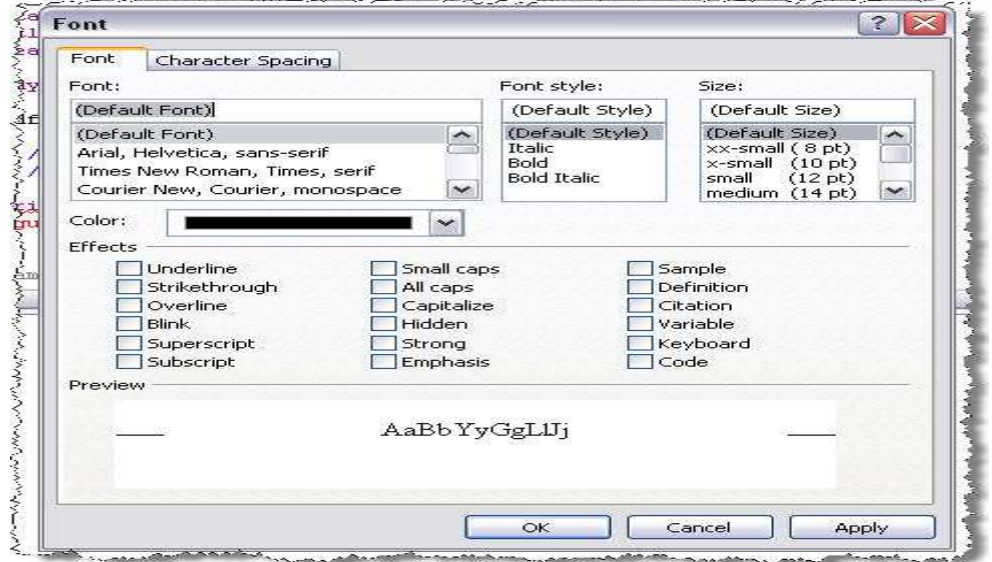 Font
Font Character Spacing
Font: Font style: Size:
(Default Font) (Default Style) (Default Size)
(Default Font) (Default Style) (Default Size)
Arial, Helvetica, sans-serif Italic xx-small ( 8 pt)
Times New Roman, Times, serif Bold x-small (10 pt)
Courier New, Courier, monospace Bold Italic small (12 pt)
medium (14 pt)
Color:
Effects
Underline Small caps Sample
Strikethrough All caps Definition
Overline Capitalize Citation
Blink Hidden Variable
Superscript Strong Keyboard
Subscript Emphasis Code
Preview
AaBbYyGgLlJj
OK Cancel Apply